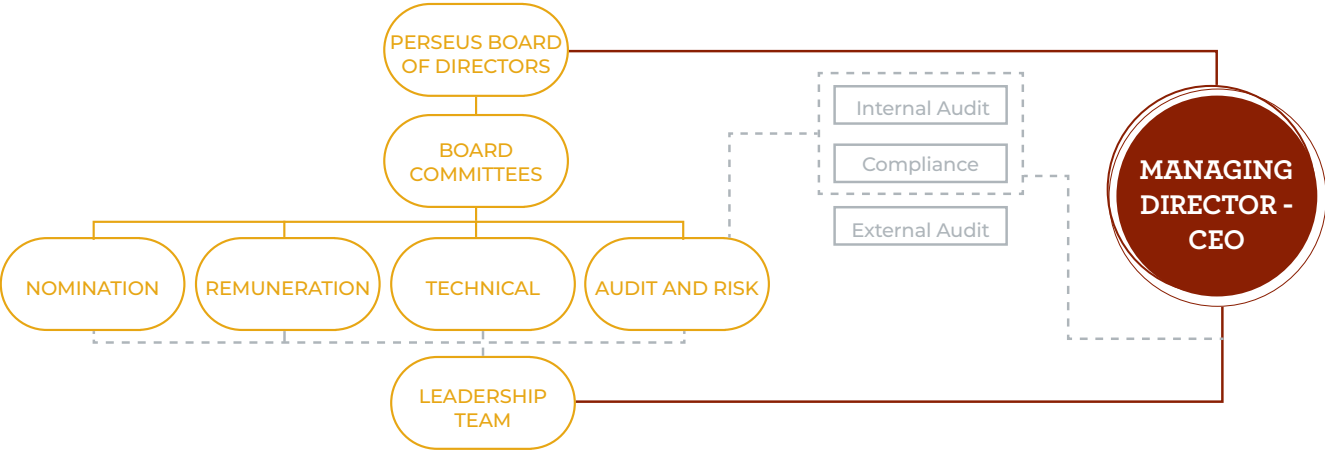 PERSEUS BOARD
OF DIRECTORS
BOARD
COMMITTEES
NOMINATION
REMUNERATION
TECHNICAL
AUDIT AND RISK
LEADERSHIP
TEAM
Internal Audit
Compliance
External Audit
MANAGING
DIRECTOR -
CEO